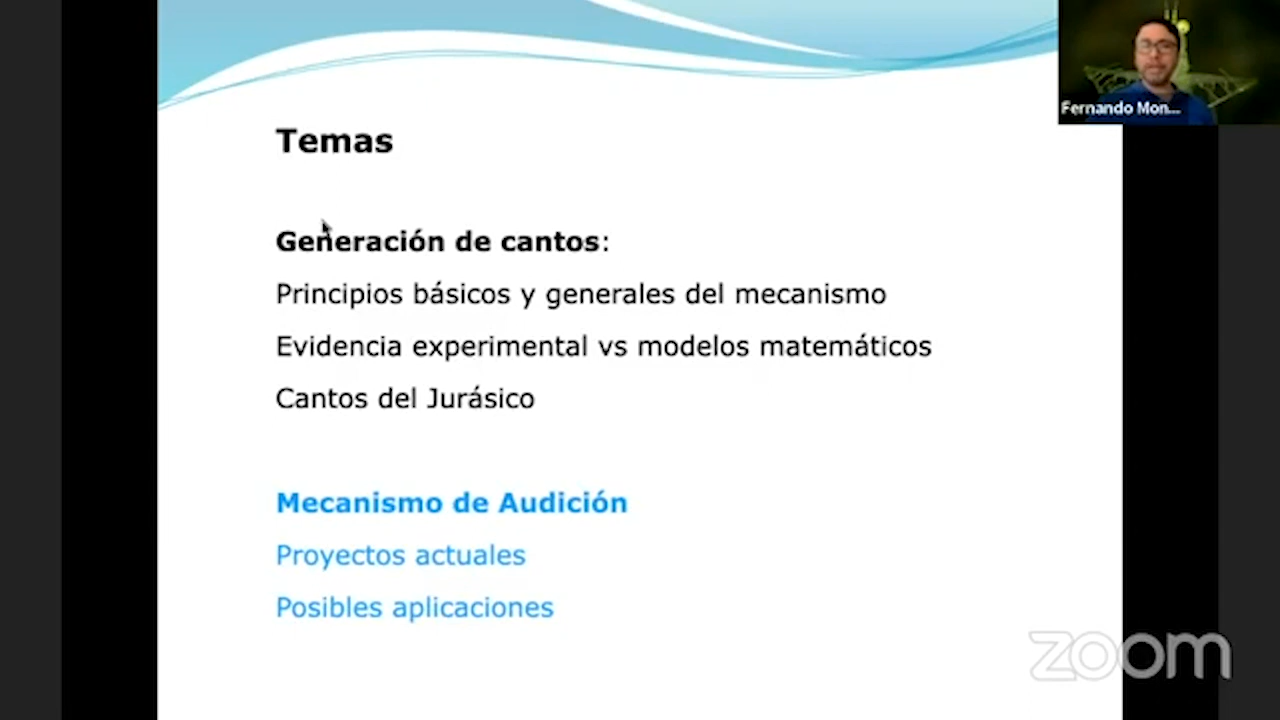 Fernando Mon...
Temas
Generación de cantos:
Principios básicos y generales del mecanismo
Evidencia experimental vs modelos matemáticos
Cantos del Jurásico
Mecanismo de Audición
Proyectos actuales
Posibles aplicaciones
zoom